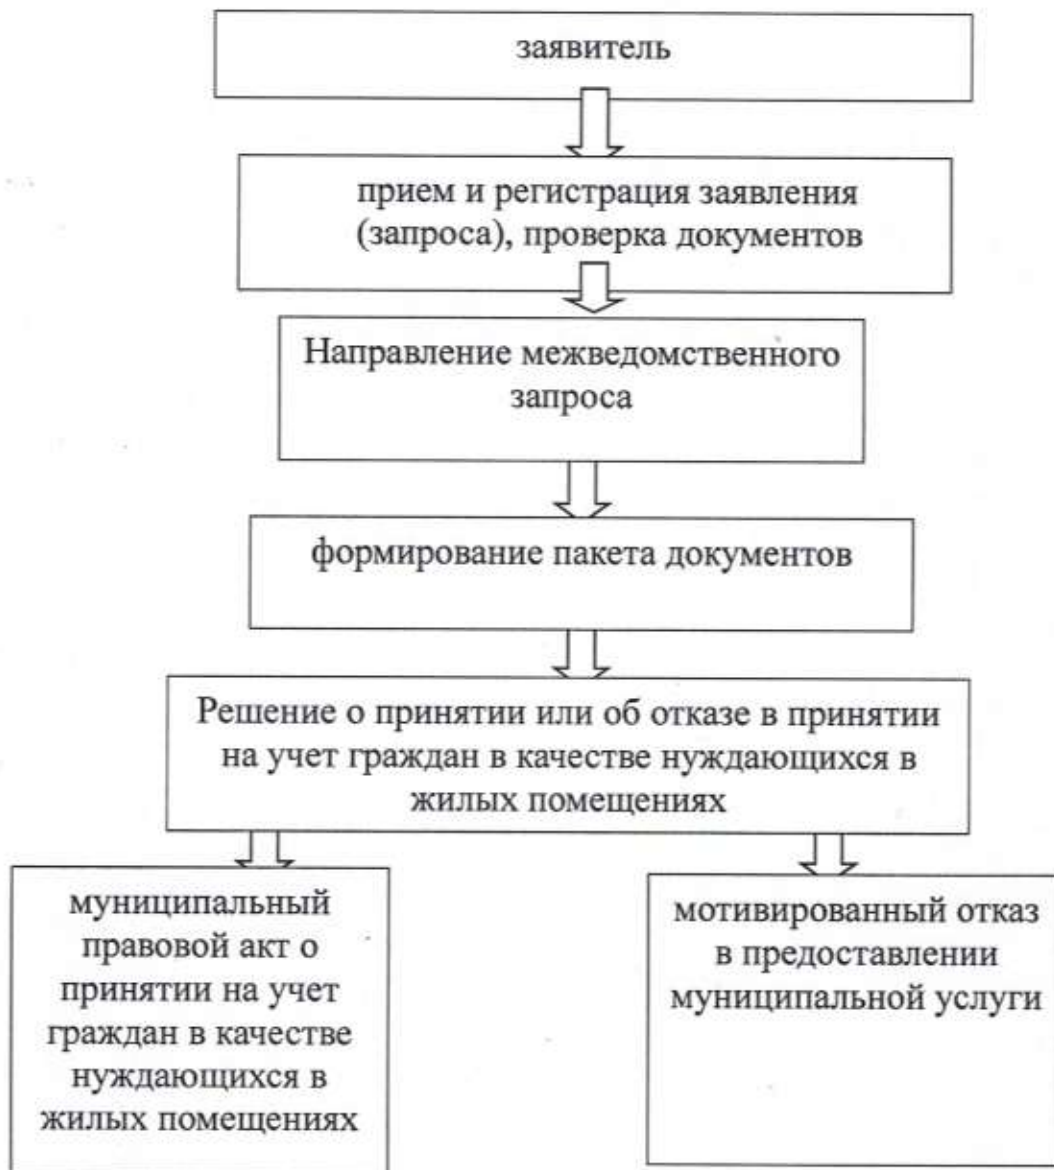 заявитель
прием и регистрация заявления
(запроса), проверка документов
Направление межведомственного
запроса
формирование пакета документов
Решение о принятии или об отказе в принятии
на учет граждан в качестве нуждающихся в
жилых помещениях
муниципальный
правовой акт о
принятии на учет
граждан в качестве
нуждающихся в
жилых помещениях
мотивированный отказ
в предоставлении
муниципальной услуги